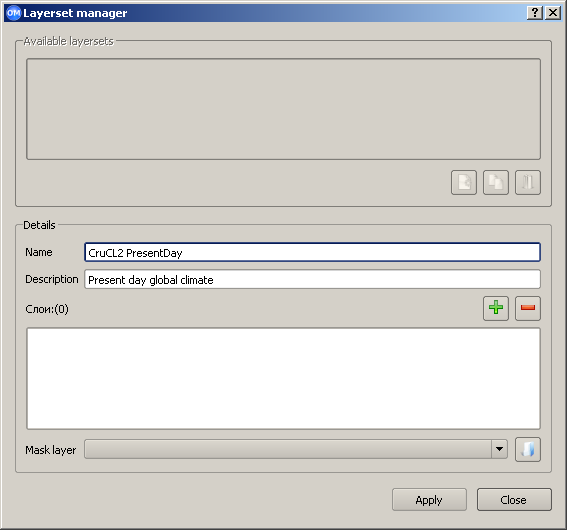 OM Layerset manager
Available layersets
Details
Name CruCL2 PresentDay
Description Present day global climate
Слои:(0)
Mask layer
Apply Close